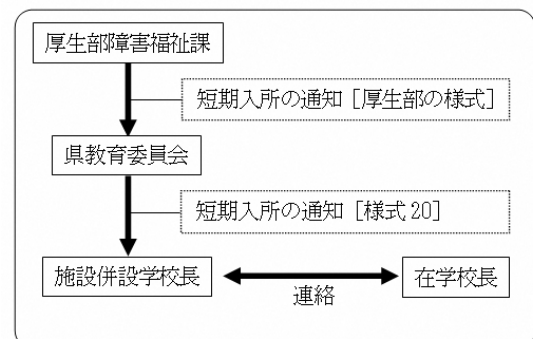 厚生部障害福祉課
短期入所の通知［厚生部の様式］
県教育委員会
短期入所の通知［様式20］
施設併設学校長
在学校長
連絡